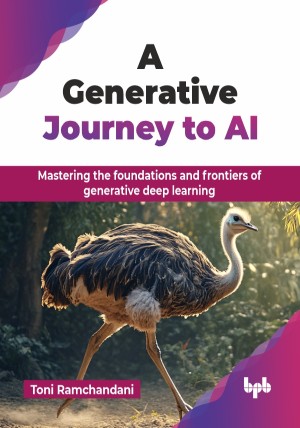 A
Generative
Journey to AI
Mastering the foundations and frontiers of
generative deep learning
Toni Ramchandani
bpb